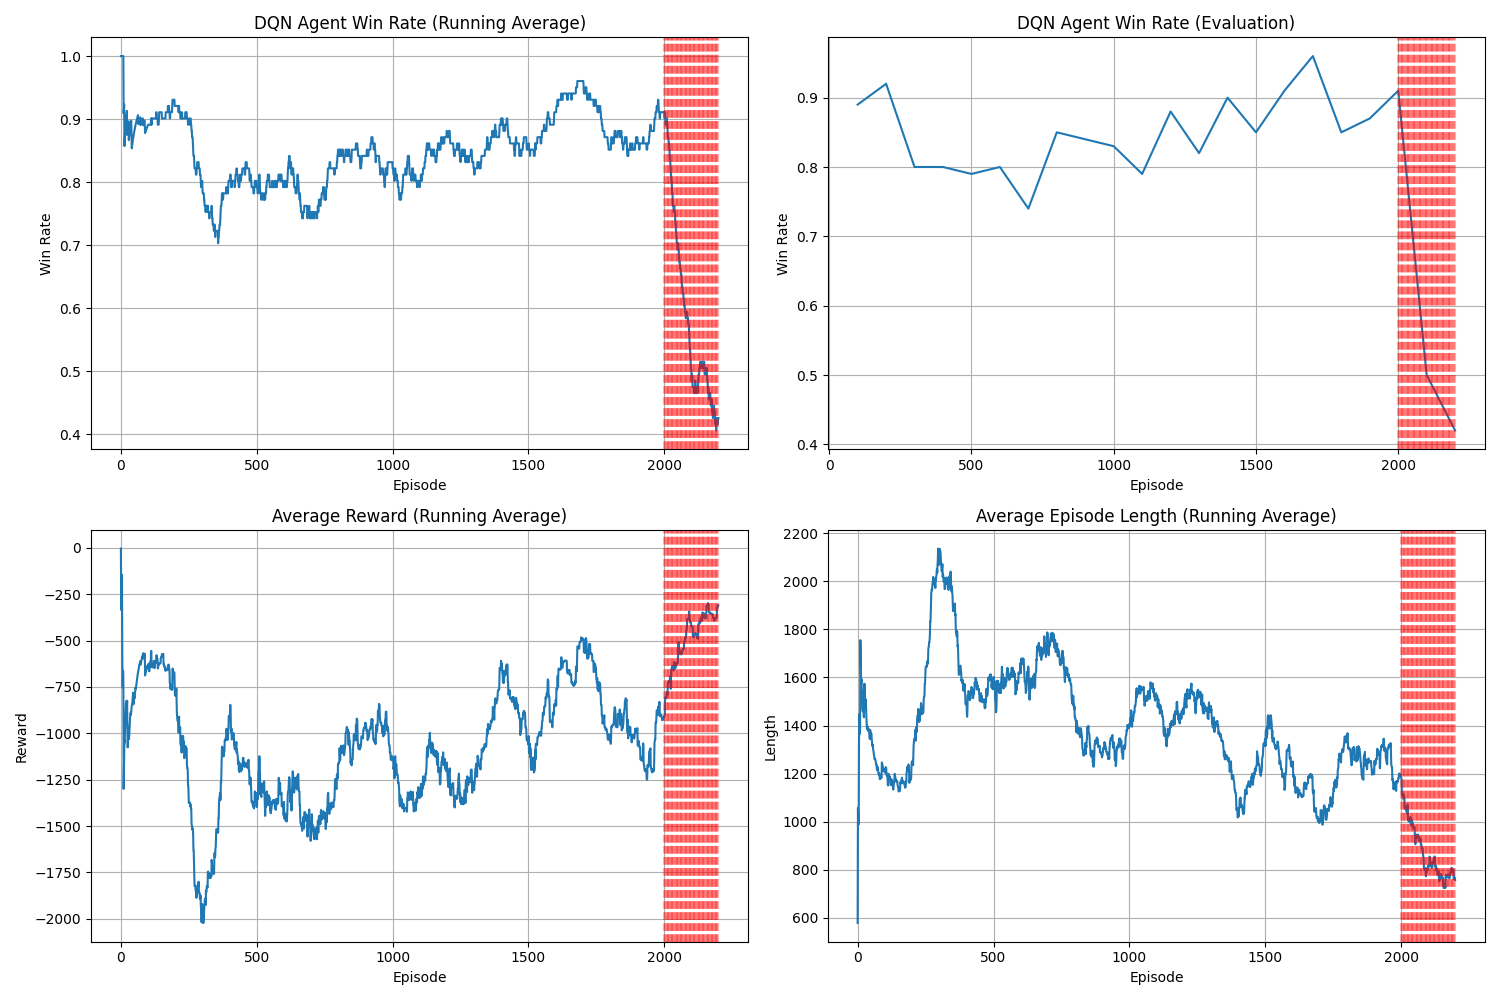 DQN Agent Win Rate (Running Average)
1.0
0.9
0.8
0.7
0.6
0.5
0.4
Win Rate
0 500 1000 1500 2000
Episode
DQN Agent Win Rate (Evaluation)
0.9
0.8
0.7
0.6
0.5
0.4
Win Rate
0 500 1000 1500 2000
Episode
Average Reward (Running Average)
0
−250
−500
−750
−1000
−1250
−1500
−1750
−2000
Reward
0 500 1000 1500 2000
Episode
Average Episode Length (Running Average)
2200
2000
1800
1600
1400
1200
1000
800
600
Length
0 500 1000 1500 2000
Episode